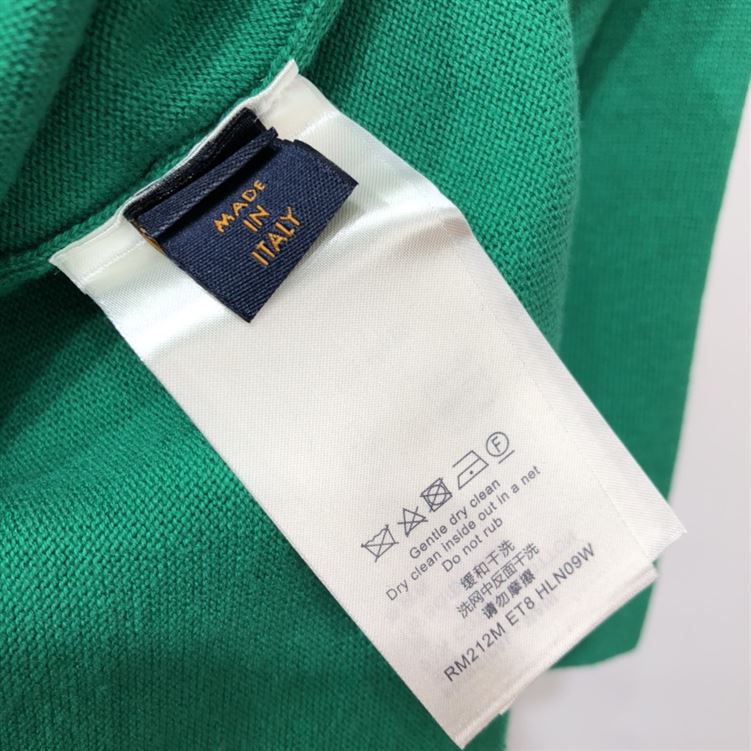 MADE
IN
ITALY
Gentle dry clean
Dry clean inside out in a net
Do not rub
缓和干洗
洗网中反面干洗
请勿摩擦
RM212M ET8 HLN09W